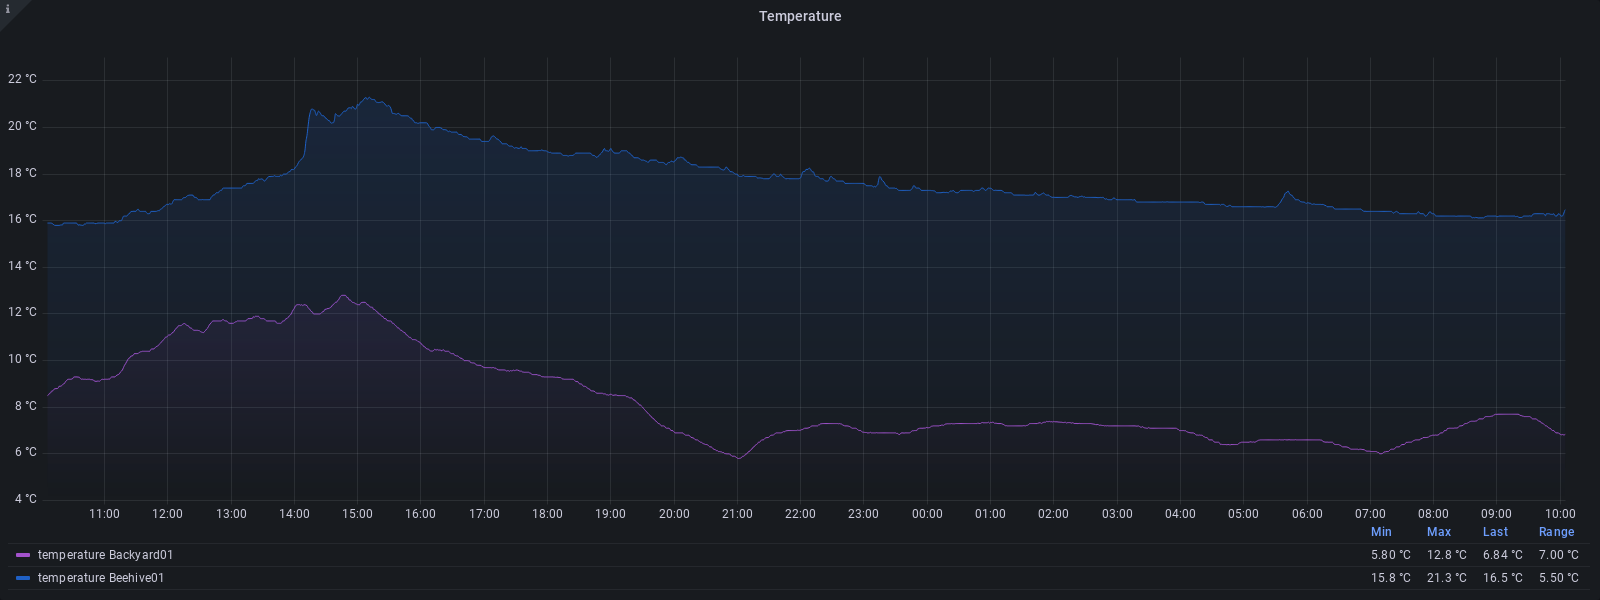 i
Temperature
22 °C
20 °C
18 °C
16 °C
14 °C
12 °C
10 °C
8 °C
6 °C
4 °C
11:00 12:00 13:00 14:00 15:00 16:00 17:00 18:00 19:00 20:00 21:00 22:00 23:00 00:00 01:00 02:00 03:00 04:00 05:00 06:00 07:00 08:00 09:00 10:00
Min Max Last Range
temperature Backyard01 5.80 °C 12.8 °C 6.84 °C 7.00 °C
temperature Beehive01 15.8 °C 21.3 °C 16.5 °C 5.50 °C